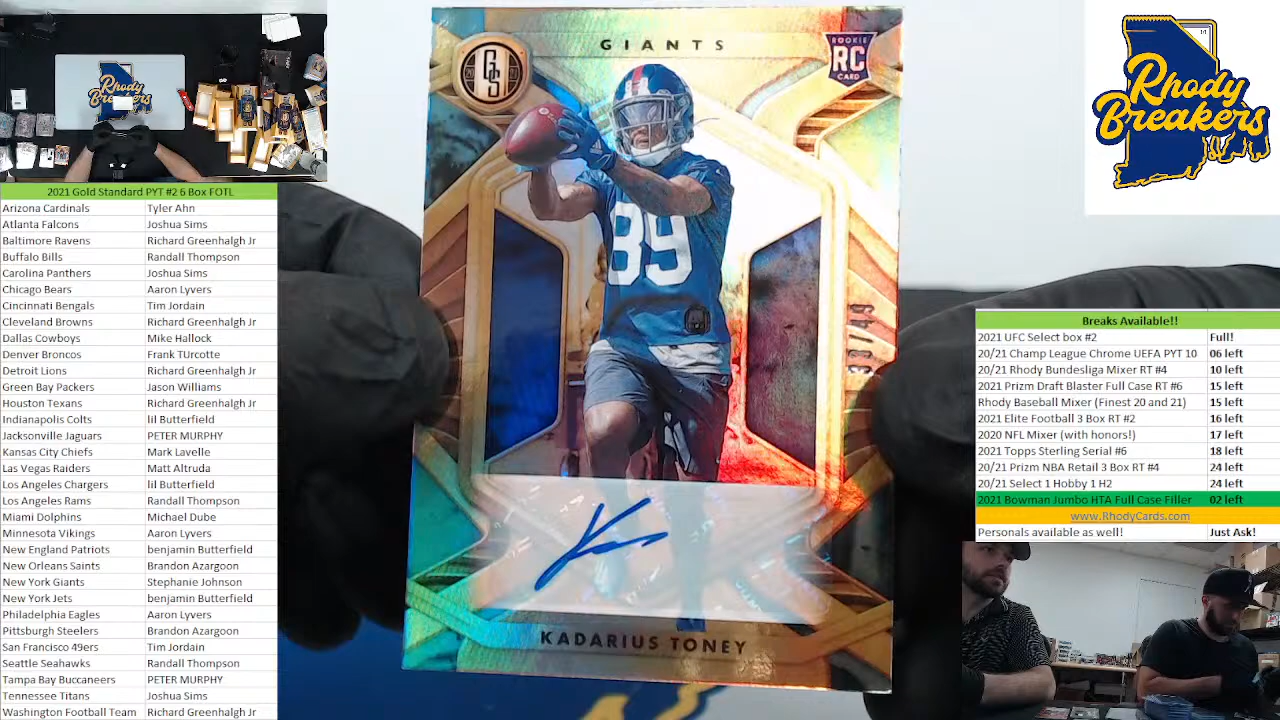 Rhody
Breakers
2021 Gold Standard PYT #2 6 Box FOTL
Arizona Cardinals Tyler Ahn
Atlanta Falcons Joshua Sims
Baltimore Ravens Richard Greenhalgh Jr
Buffalo Bills Randall Thompson
Carolina Panthers Joshua Sims
Chicago Bears Aaron Lyvers
Cincinnati Bengals Tim Jordain
Cleveland Browns Richard Greenhalgh Jr
Dallas Cowboys Mike Hallock
Denver Broncos Frank TUrcotte
Detroit Lions Richard Greenhalgh Jr
Green Bay Packers Jason Williams
Houston Texans Richard Greenhalgh Jr
Indianapolis Colts lil Butterfield
Jacksonville Jaguars PETER MURPHY
Kansas City Chiefs Mark Lavelle
Las Vegas Raiders Matt Altruda
Los Angeles Chargers lil Butterfield
Los Angeles Rams Randall Thompson
Miami Dolphins Michael Dube
Minnesota Vikings Aaron Lyvers
New England Patriots benjamin Butterfield
New Orleans Saints Brandon Azargoon
New York Giants Stephanie Johnson
New York Jets benjamin Butterfield
Philadelphia Eagles Aaron Lyvers
Pittsburgh Steelers Brandon Azargoon
San Francisco 49ers Tim Jordain
Seattle Seahawks Randall Thompson
Tampa Bay Buccaneers PETER MURPHY
Tennessee Titans Joshua Sims
Washington Football Team Richard Greenhalgh Jr
GIANTS
GS
20 21
ROOKIE
RC
CARD
89
KADARIUS TONEY
Rhody
Breakers
1/1
Breaks Available!!
2021 UFC Select box #2 Full!
20/21 Champ League Chrome UEFA PYT 10 06 left
20/21 Rhody Bundesliga Mixer RT #4 10 left
2021 Prizm Draft Blaster Full Case RT #6 15 left
Rhody Baseball Mixer (Finest 20 and 21) 15 left
2021 Elite Football 3 Box RT #2 16 left
2020 NFL Mixer (with honors!) 17 left
2021 Topps Sterling Serial #6 18 left
20/21 Prizm NBA Retail 3 Box RT #4 24 left
20/21 Select 1 Hobby 1 H2 24 left
2021 Bowman Jumbo HTA Full Case Filler 02 left
www.RhodyCards.com
Personals available as well! Just Ask!